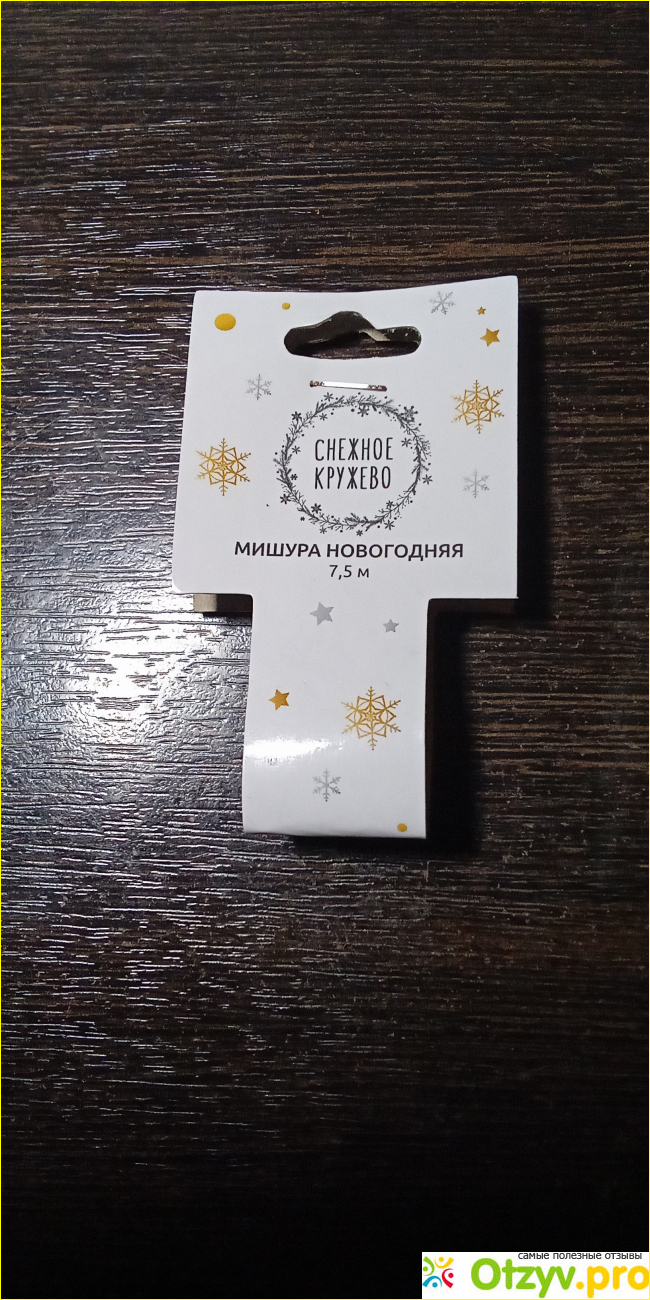 СНЕЖНОЕ
КРУЖЕВО
МИШУРА НОВОГОДНЯЯ
7,5 м
самые полезные отзывы
Otzyv.pro